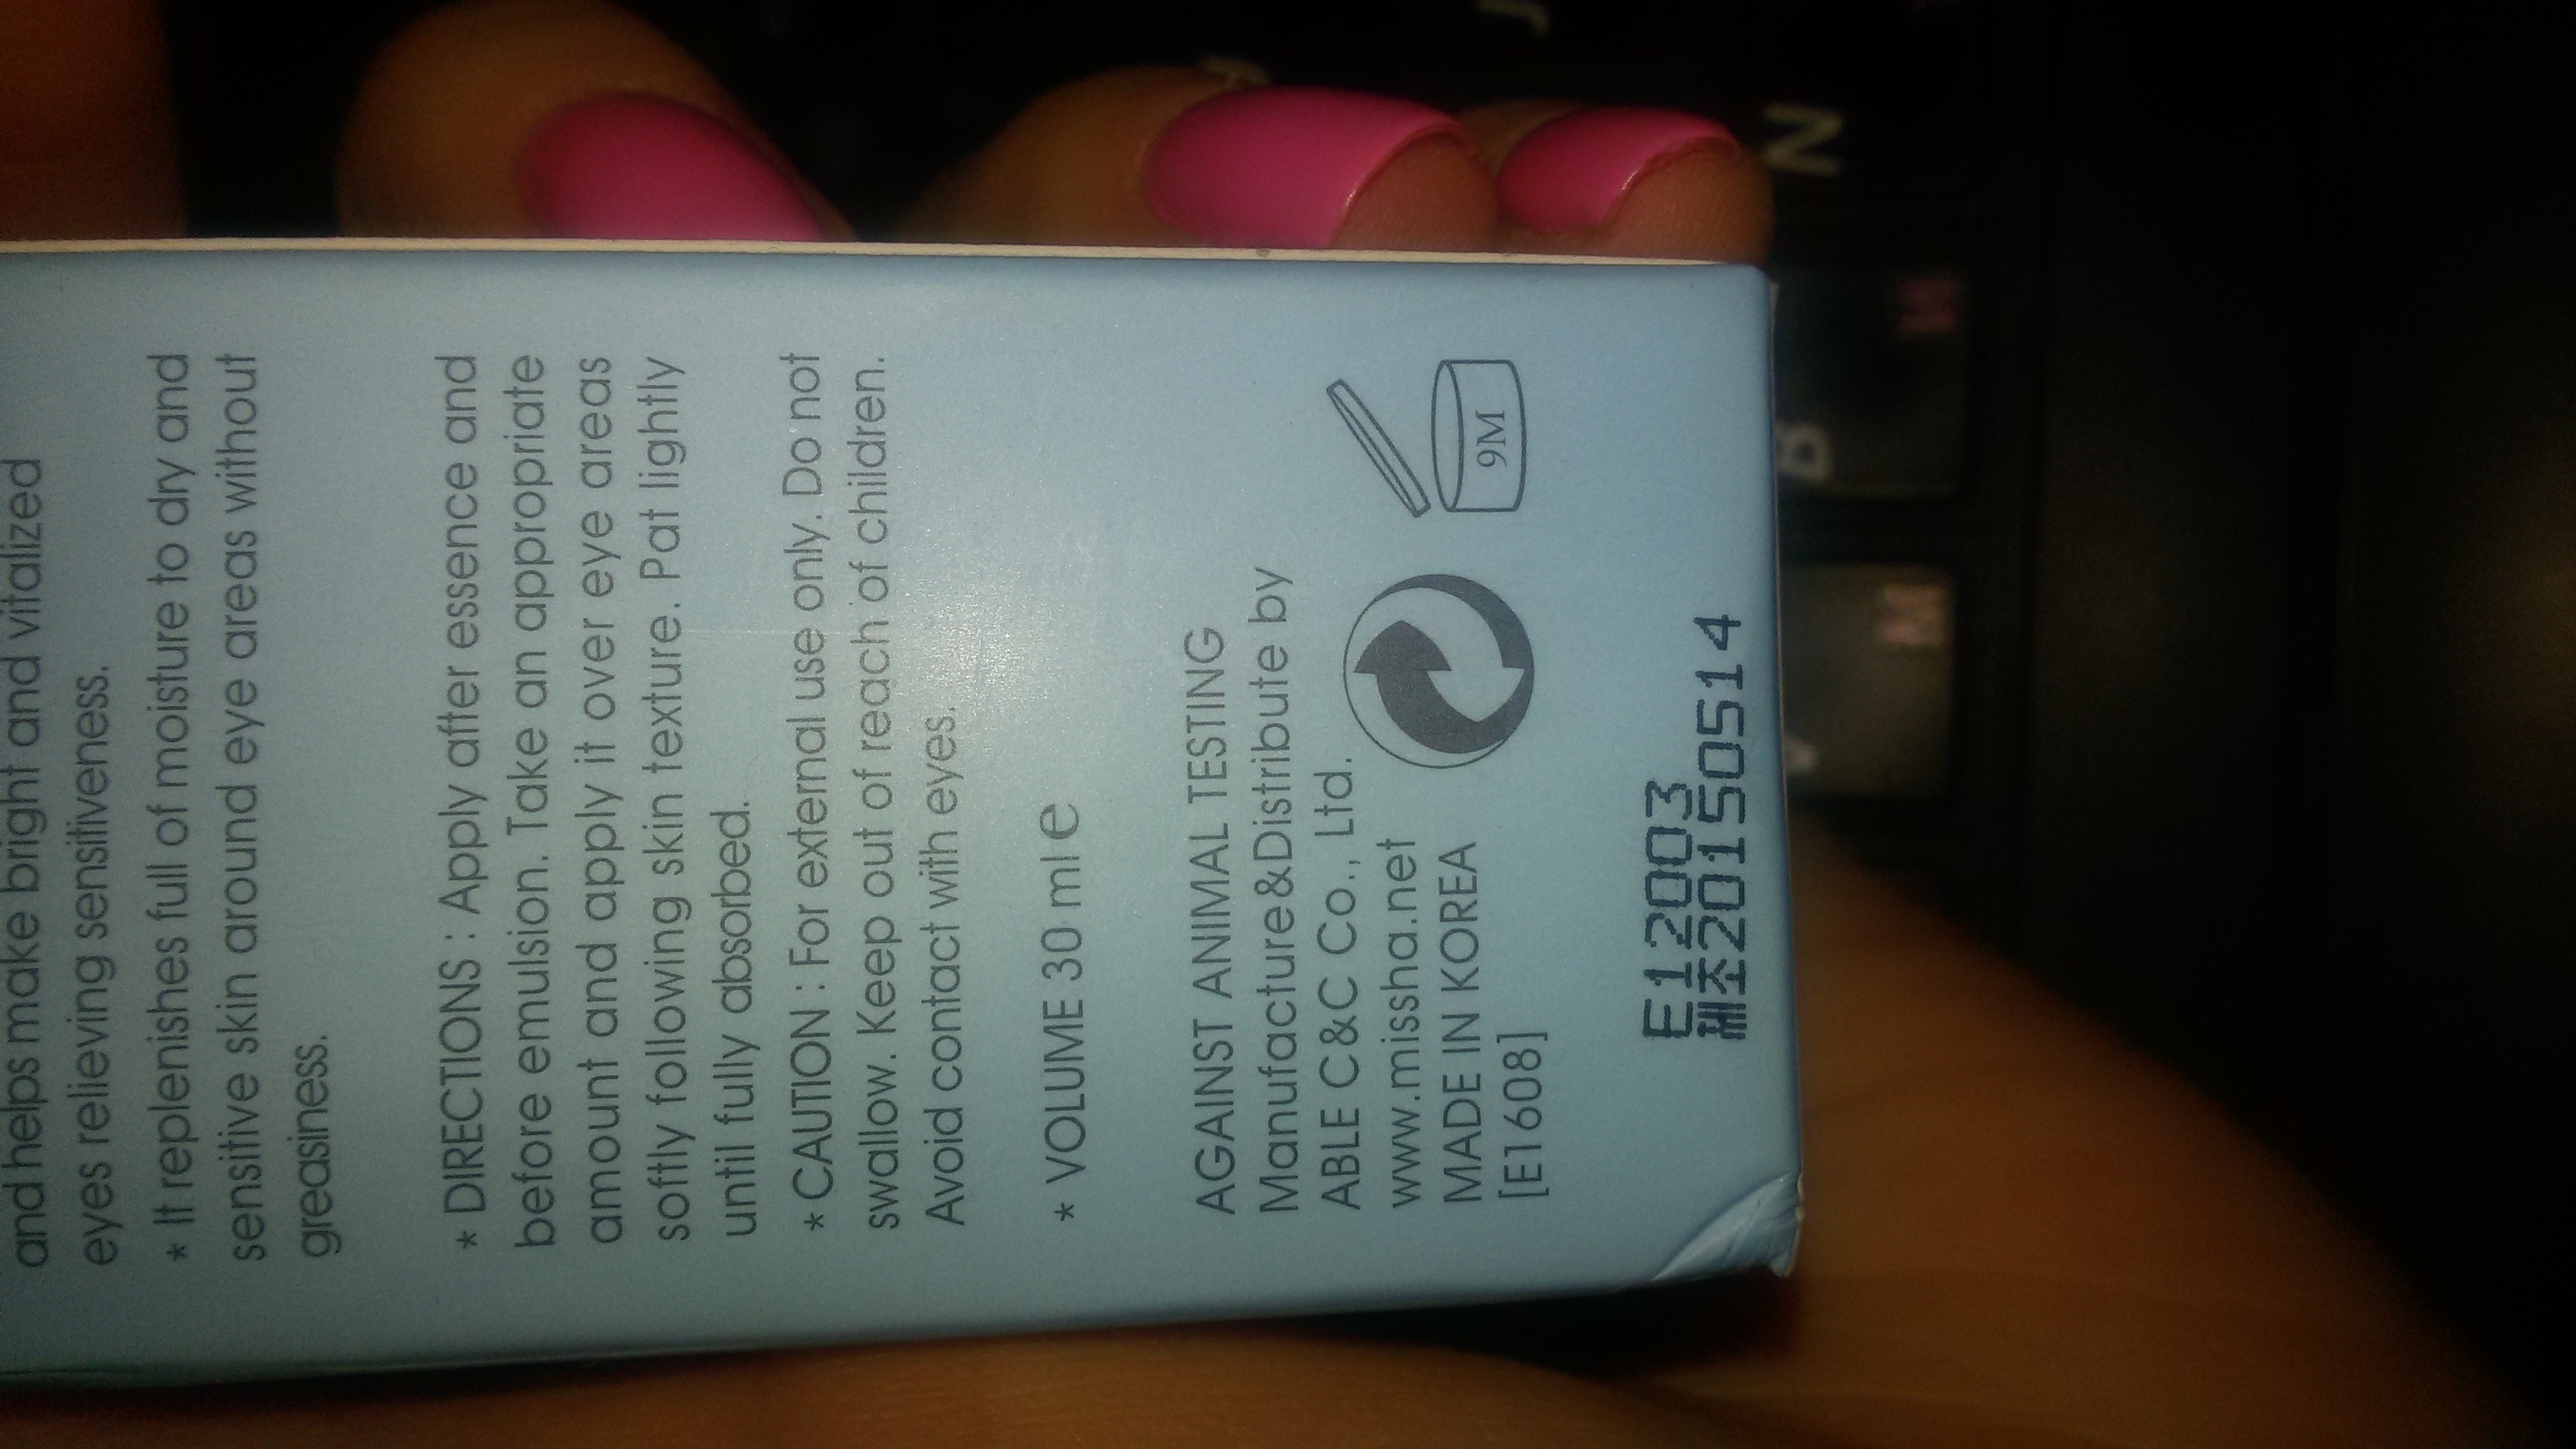 and helps make bright and vitalized
eyes relieving sensitiveness.
* It replenishes full of moisture to dry and
sensitive skin around eye areas without
greasiness.
* DIRECTIONS : Apply after essence and
before emulsion. Take an appropriate
amount and apply it over eye areas
softly following skin texture. Pat lightly
until fully absorbed.
* CAUTION : For external use only. Do not
swallow. Keep out of reach of children.
Avoid contact with eyes.
* VOLUME 30 ml e
AGAINST ANIMAL TESTING
Manufacture&Distribute by
ABLE C&C Co., Ltd.
www.missha.net
MADE IN KOREA
[E1608]
9M
E12003
제조20150514
N
B